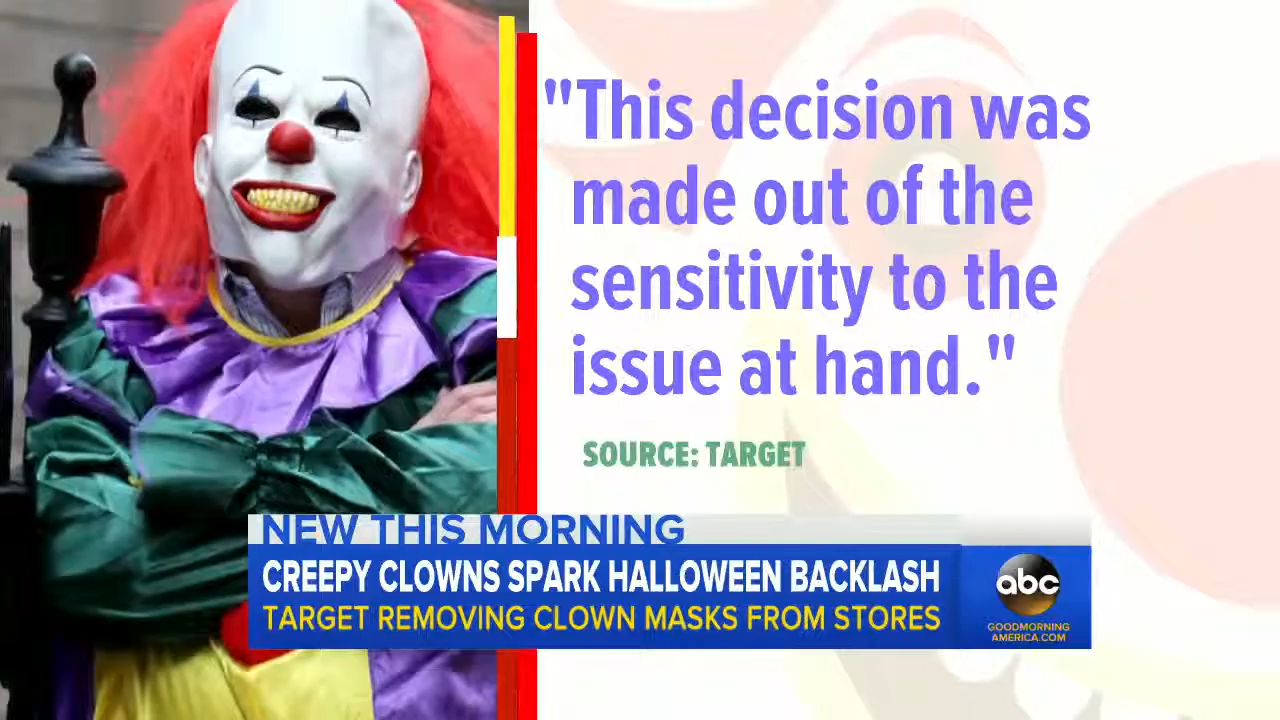 "This decision was
made out of the
sensitivity to the
issue at hand."
SOURCE: TARGET
NEW THIS MORNING
CREEPY CLOWNS SPARK HALLOWEEN BACKLASH
TARGET REMOVING CLOWN MASKS FROM STORES
abc
GOODMORNING
AMERICA.COM